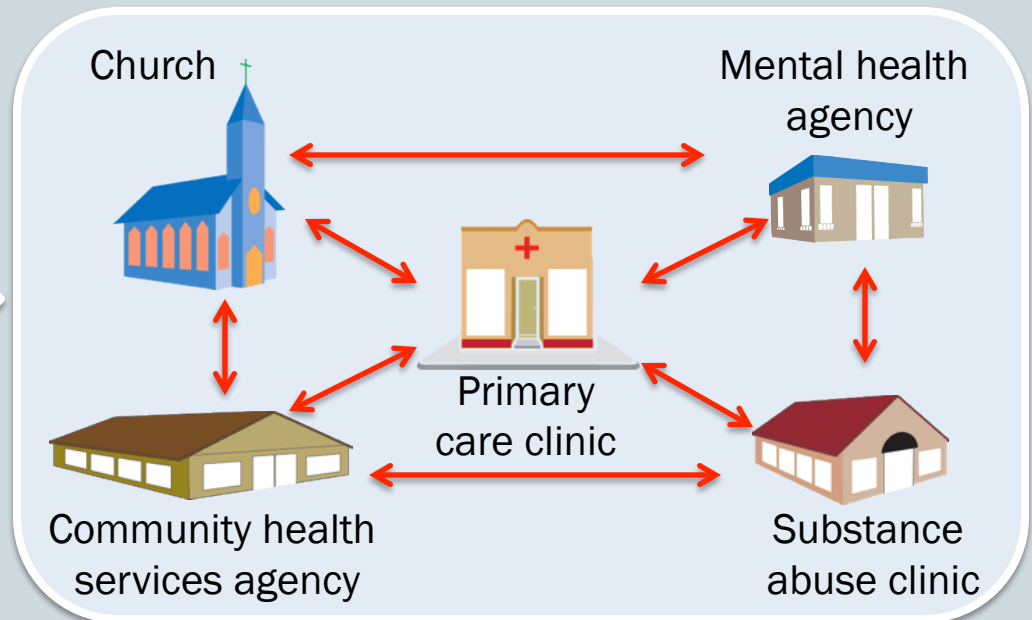 Church
Mental health
agency
Primary
care clinic
Community health
services agency
Substance
abuse clinic